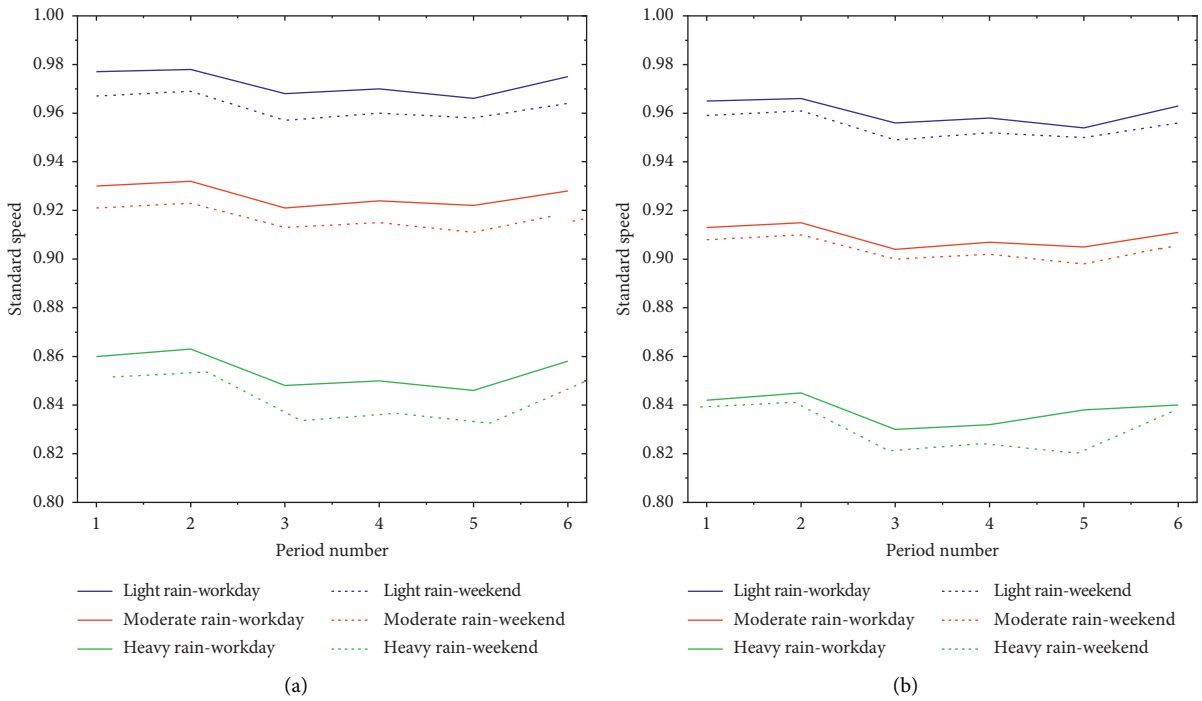 1.00
0.98
0.96
0.94
0.92
0.90
0.88
0.86
0.84
0.82
0.80
Standard speed
1 2 3 4 5 6
Period number
Light rain-workday Light rain-weekend
Moderate rain-workday Moderate rain-weekend
Heavy rain-workday Heavy rain-weekend
(a)
1.00
0.98
0.96
0.94
0.92
0.90
0.88
0.86
0.84
0.82
0.80
Standard speed
1 2 3 4 5 6
Period number
Light rain-workday Light rain-weekend
Moderate rain-workday Moderate rain-weekend
Heavy rain-workday Heavy rain-weekend
(b)